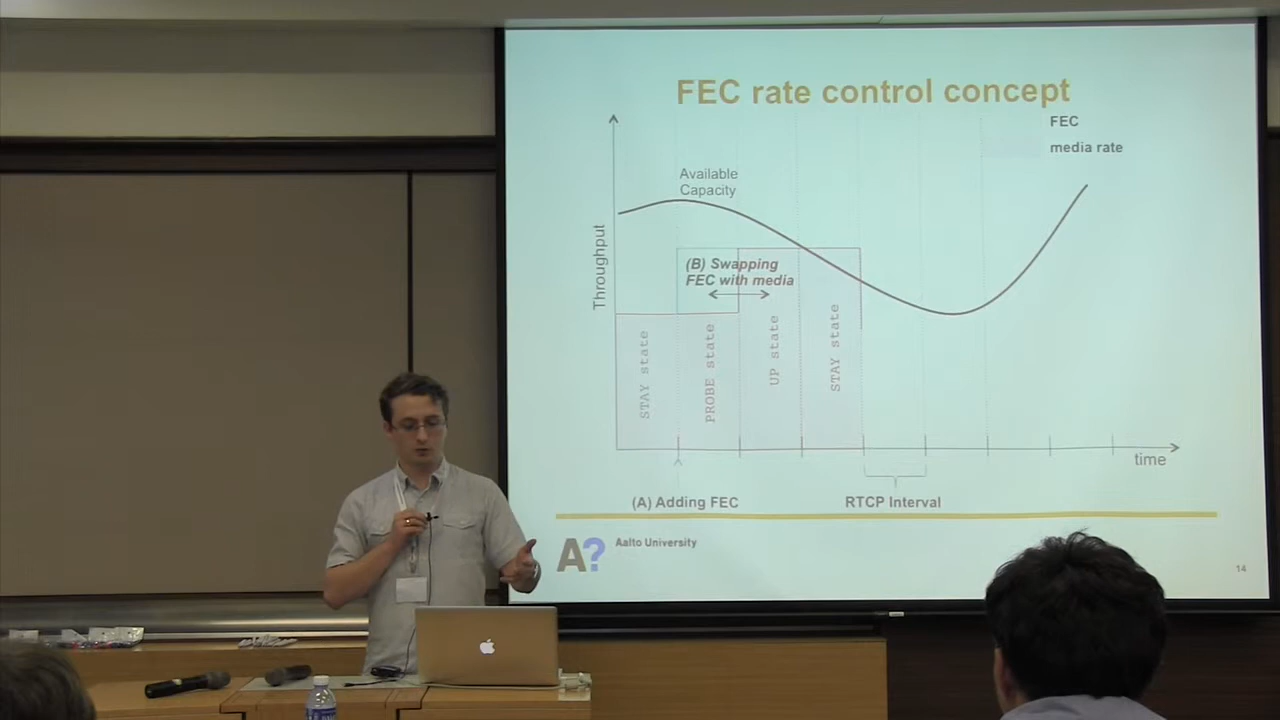 FEC rate control concept
FEC
media rate
Available
Capacity
Throughput
(B) Swapping
FEC with media
STAY state
PROBE state
UP state
STAY state
time
(A) Adding FEC
RTCP Interval
A?
Aalto University
14